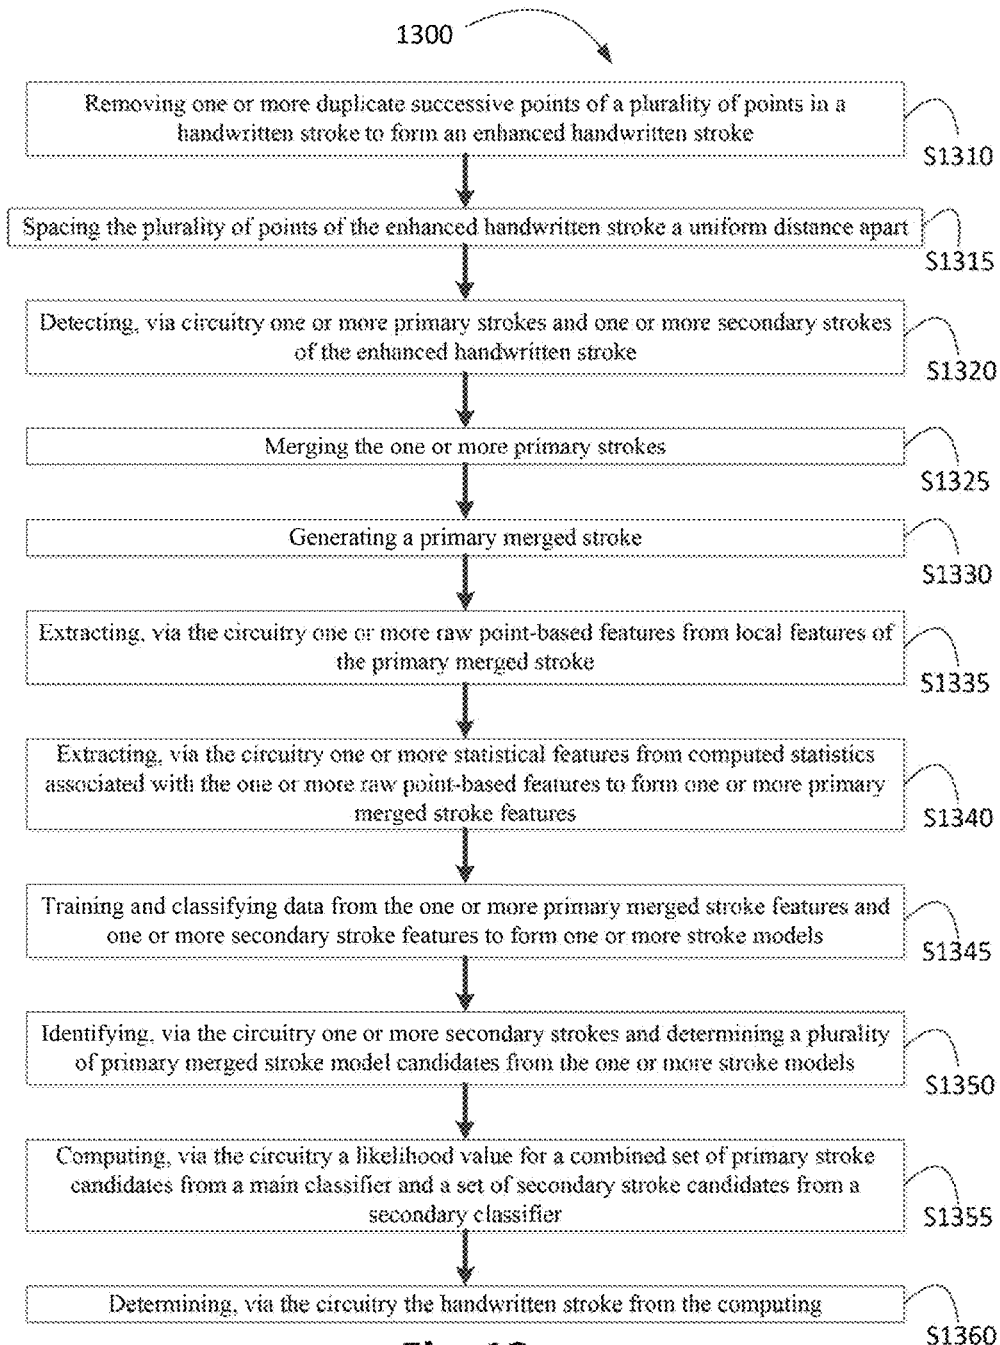 1300
Removing one or more duplicate successive points of a plurality of points in a
handwritten stroke to form an enhanced handwritten stroke
S1310
Spacing the plurality of points of the enhanced handwritten stroke a uniform distance apart
S1315
Detecting, via circuitry one or more primary strokes and one or more secondary strokes
of the enhanced handwritten stroke
S1320
Merging the one or more primary strokes
S1325
Generating a primary merged stroke
S1330
Extracting, via the circuitry one or more raw point-based features from local features of
the primary merged stroke
S1335
Extracting, via the circuitry one or more statistical features from computed statistics
associated with the one or more raw point-based features to form one or more primary
merged stroke features
S1340
Training and classifying data from the one or more primary merged stroke features and
one or more secondary stroke features to form one or more stroke models
S1345
Identifying, via the circuitry one or more secondary strokes and determining a plurality
of primary merged stroke model candidates from the one or more stroke models
S1350
Computing, via the circuitry a likelihood value for a combined set of primary stroke
candidates from a main classifier and a set of secondary stroke candidates from a
secondary classifier
S1355
Determining, via the circuitry the handwritten stroke from the computing
S1360